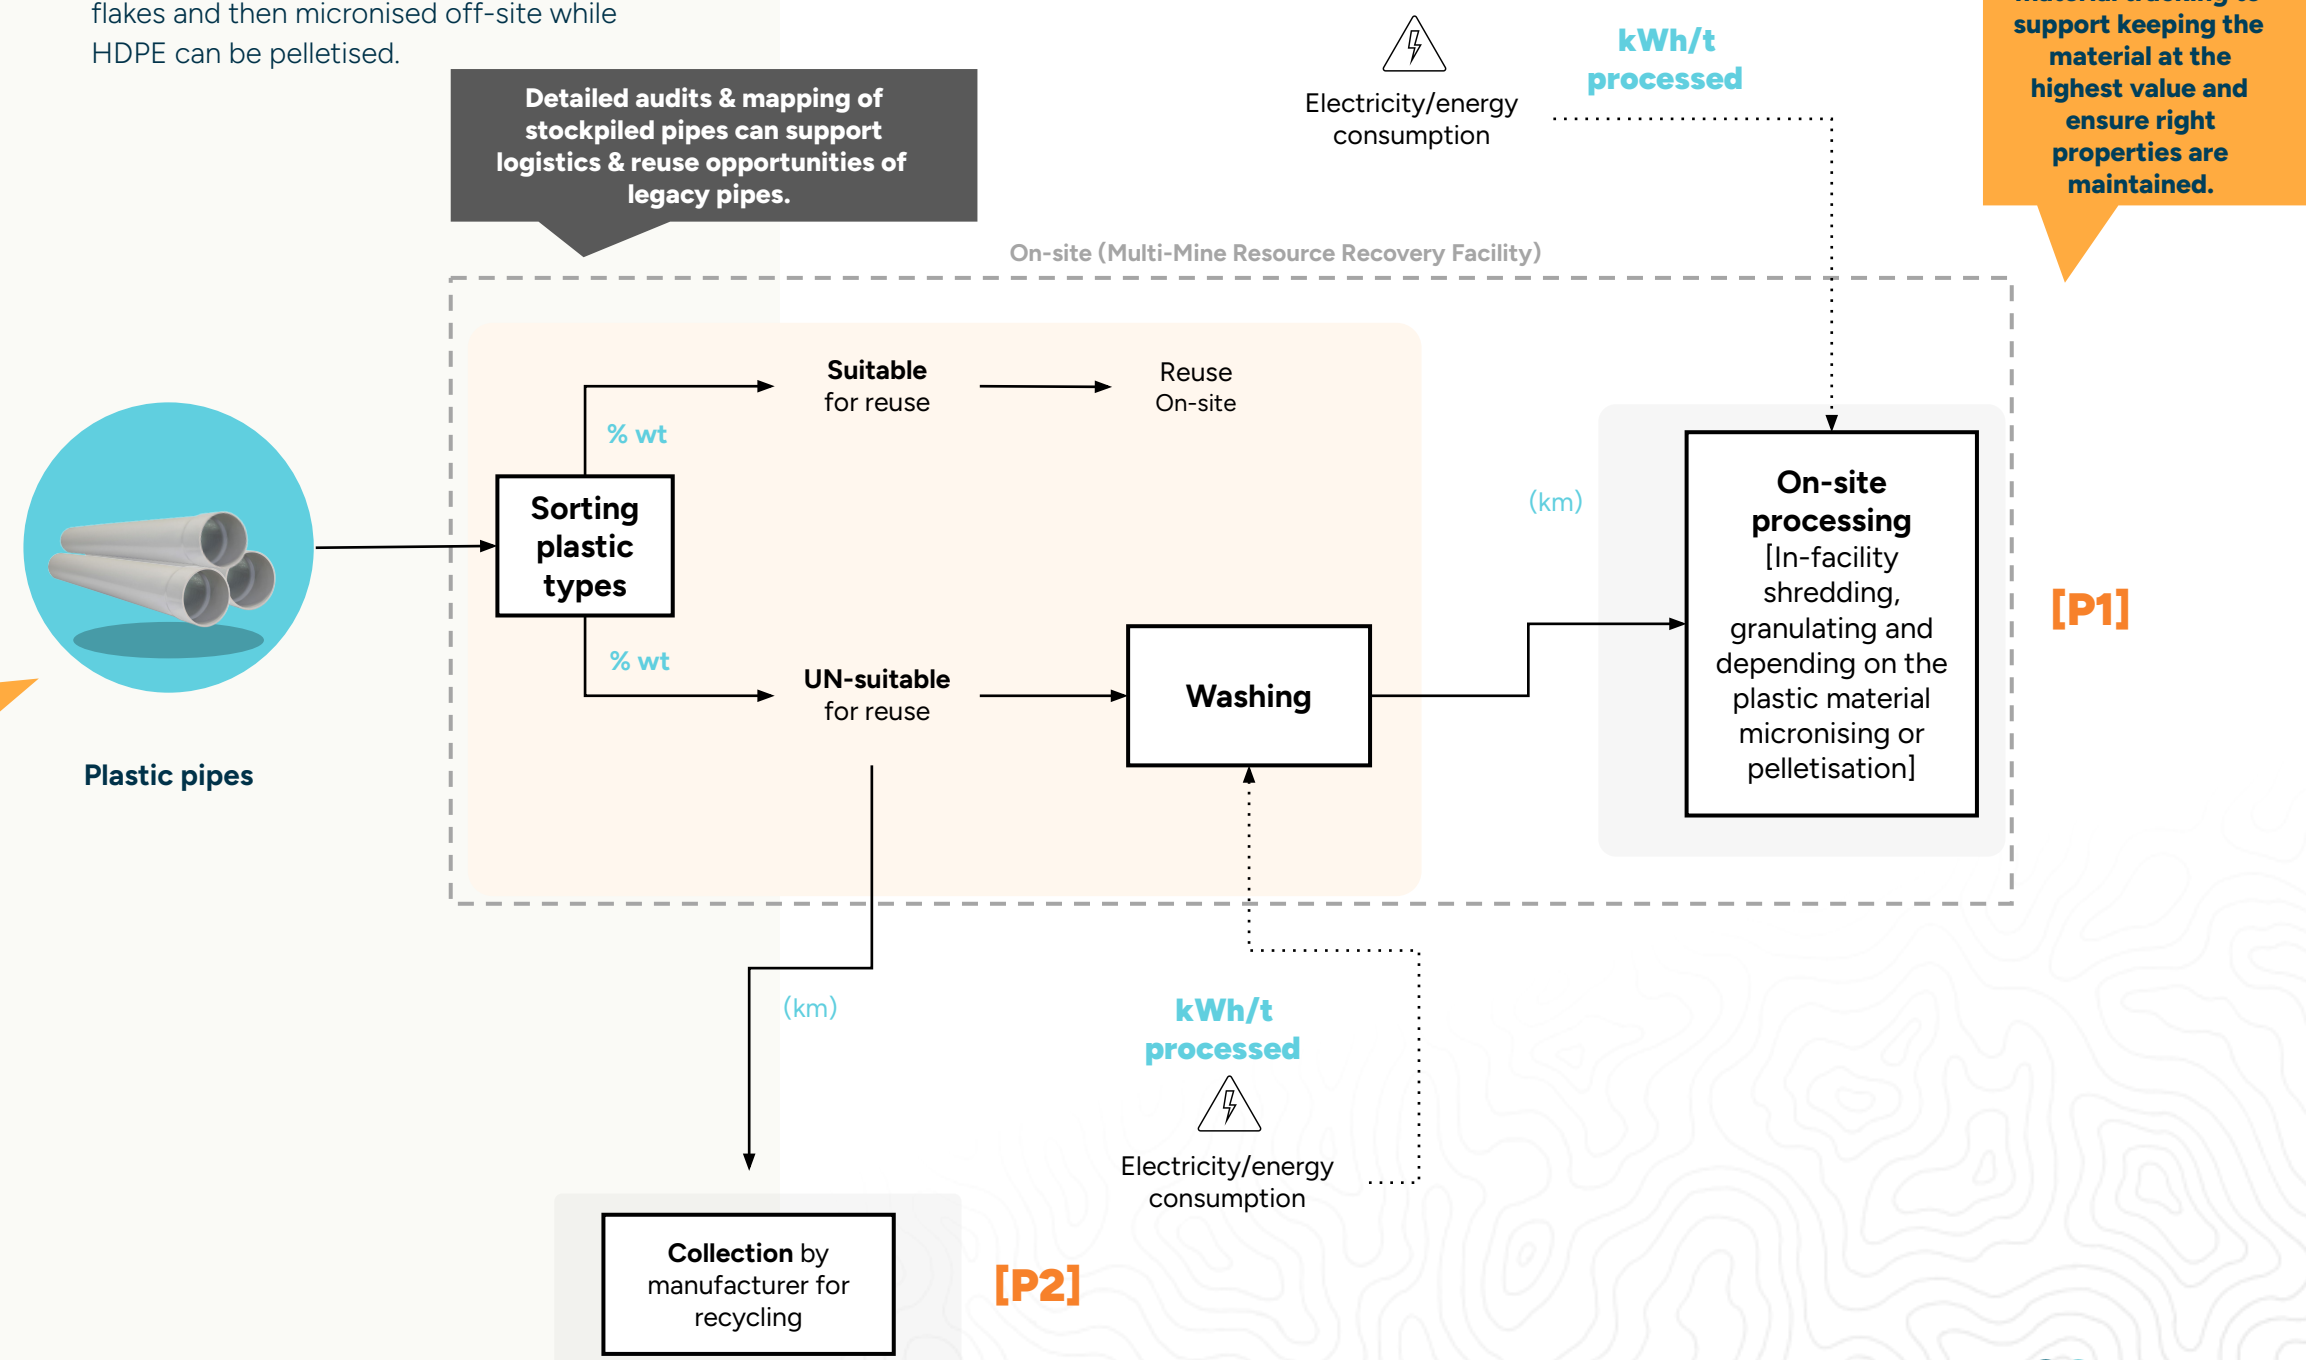 flakes and then micronised off-site while
HDPE can be pelletised.
Detailed audits & mapping of
stockpiled pipes can support
logistics & reuse opportunities of
legacy pipes.
Electricity/energy
consumption
kWh/t
processed
support keeping the
material at the
highest value and
ensure right
properties are
maintained.
On-site (Multi-Mine Resource Recovery Facility)
Suitable
for reuse
Reuse
On-site
% wt
Sorting
plastic
types
% wt
UN-suitable
for reuse
Washing
(km)
On-site
processing
[In-facility
shredding,
granulating and
depending on the
plastic material
micronising or
pelletisation]
[P1]
Plastic pipes
(km)
kWh/t
processed
Electricity/energy
consumption
Collection by
manufacturer for
recycling
[P2]